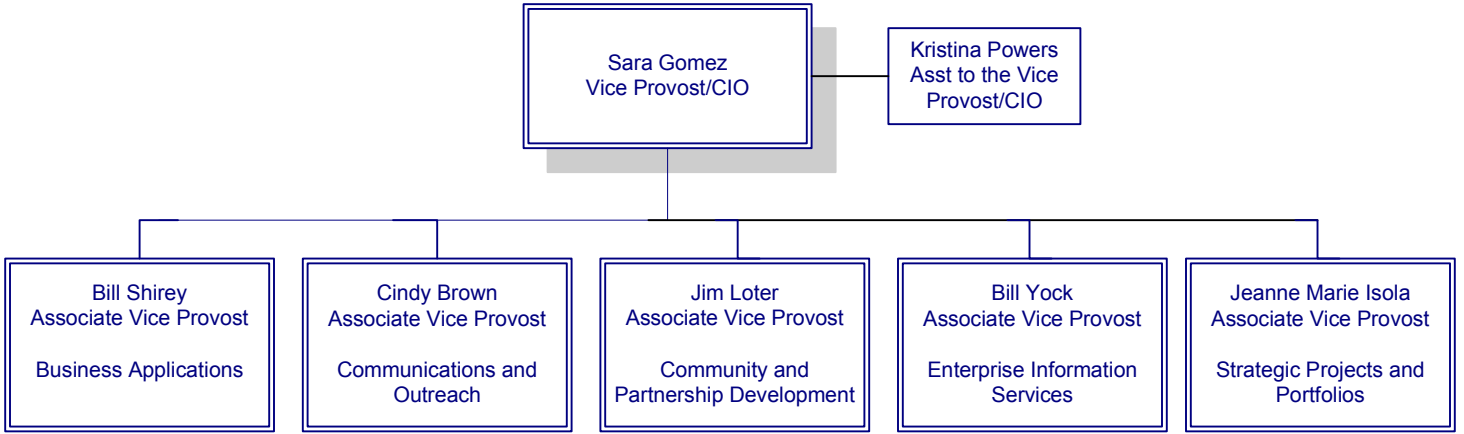 Sara Gomez
Vice Provost/CIO
Kristina Powers
Asst to the Vice
Provost/CIO
Bill Shirey
Associate Vice Provost
Business Applications
Cindy Brown
Associate Vice Provost
Communications and
Outreach
Jim Loter
Associate Vice Provost
Community and
Partnership Development
Bill Yock
Associate Vice Provost
Enterprise Information
Services
Jeanne Marie Isola
Associate Vice Provost
Strategic Projects and
Portfolios